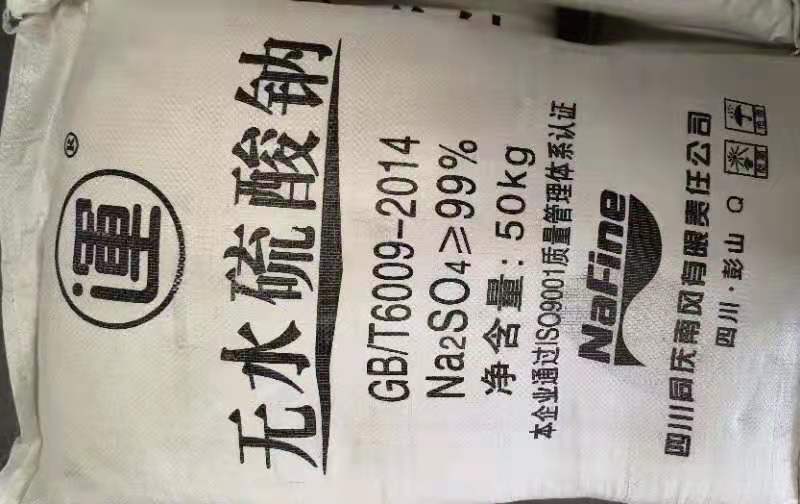 運®
无水硫酸钠
GB/T6009-2014
Na2SO4≥99%
净含量:50kg
本企业通过ISO9001质量管理体系认证
NaFine
四川同庆南风有限责任公司
四川·彭山 Q